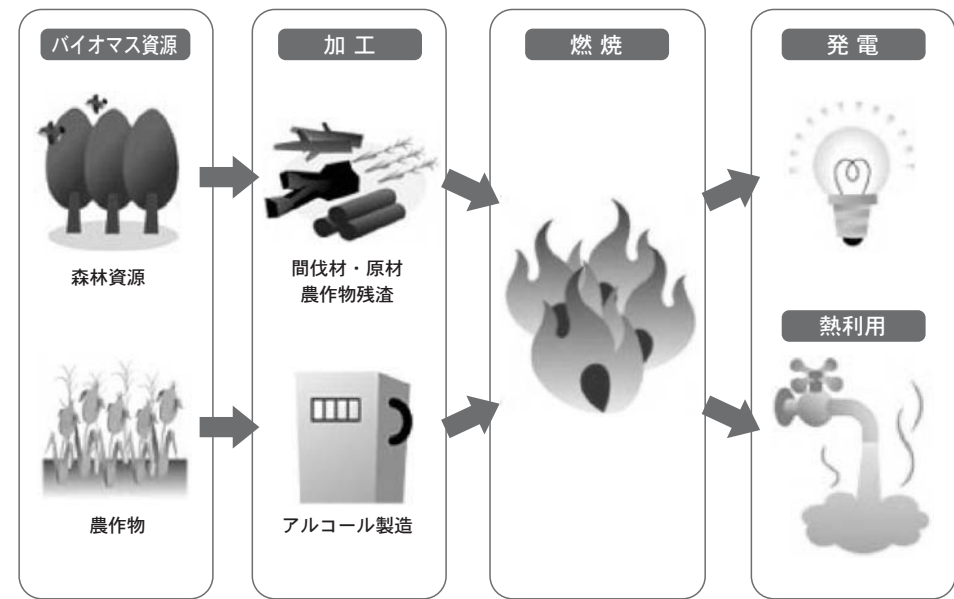 バイオマス資源
森林資源
農作物
加工
間伐材・原材
農作物残渣
アルコール製造
燃焼
発電
熱利用